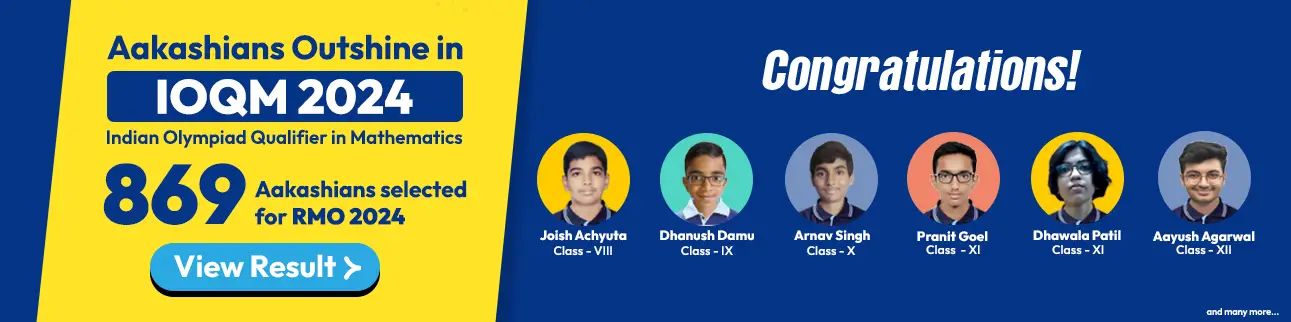 Aakashians Outshine in
IOQM 2024
Indian Olympiad Qualifier in Mathematics
869
Aakashians selected
for RMO 2024
View Result
Congratulations!
Joish Achyuta
Class - VIII
Dhanush Damu
Class - IX
Arnav Singh
Class - X
Pranit Goel
Class - XI
Dhawala Patil
Class - XI
Aayush Agarwal
Class - XII
and many more...